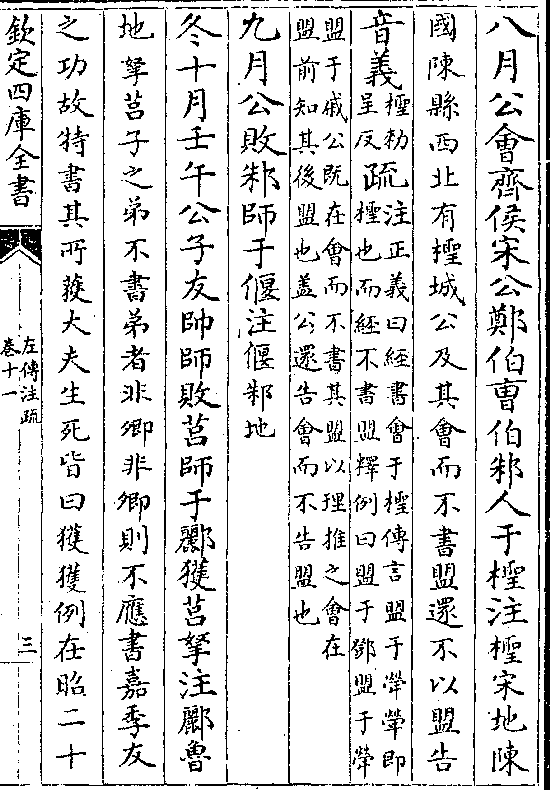 八月公會齊侯宋公鄭伯曹伯邾人于檉注檉宋地陳
國陳縣西北有檉城公及其會而不書盟還不以盟告
音義檉勑呈反疏注正義曰經書會于檉傳言盟于犖犖即
檉也而經不書盟釋例曰盟于鄧盟于犖
盟于戚公既在會而不書其盟以理推之會在
盟前知其後盟也盖公還告會而不告盟也
九月公敗邾師于偃注偃邾地
冬十月壬午公子友帥師敗莒師于酈獲莒挐注酈魯
地挐莒子之弟不書弟者非卿非卿則不應書嘉季友
之功故特書其所獲大夫生死皆曰獲獲例在昭二十
欽定四庫全書
左傳注疏
卷十一
三